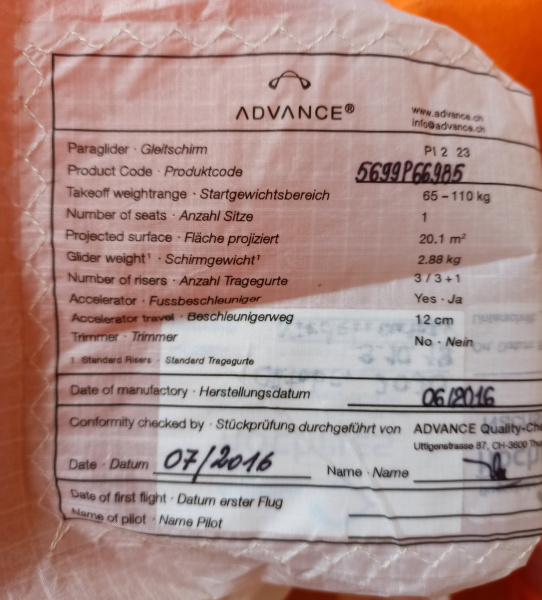 ADVANCE®
www.advance.ch
info@advance.ch
Paraglider · Gleitschirm PI 2 23
Product Code · Produktcode 5699P66985
Takeoff weightrange · Startgewichtsbereich 65 – 110 kg
Number of seats · Anzahl Sitze 1
Projected surface · Fläche projiziert 20.1 m²
Glider weight¹ · Schirmgewicht¹ 2.88 kg
Number of risers · Anzahl Tragegurte 3 / 3 + 1
Accelerator · Fussbeschleuniger Yes · Ja
Accelerator travel · Beschleunigerweg 12 cm
Trimmer · Trimmer No · Nein
1 Standard Risers · Standard Tragegurte
Date of manufactory · Herstellungsdatum 06/2016
Conformity checked by · Stückprüfung durchgeführt von ADVANCE Quality-Che
Uttigenstrasse 87, CH-3600 Thu
Date · Datum 07/2016 Name · Name
Date of first flight · Datum erster Flug
Name of pilot · Name Pilot